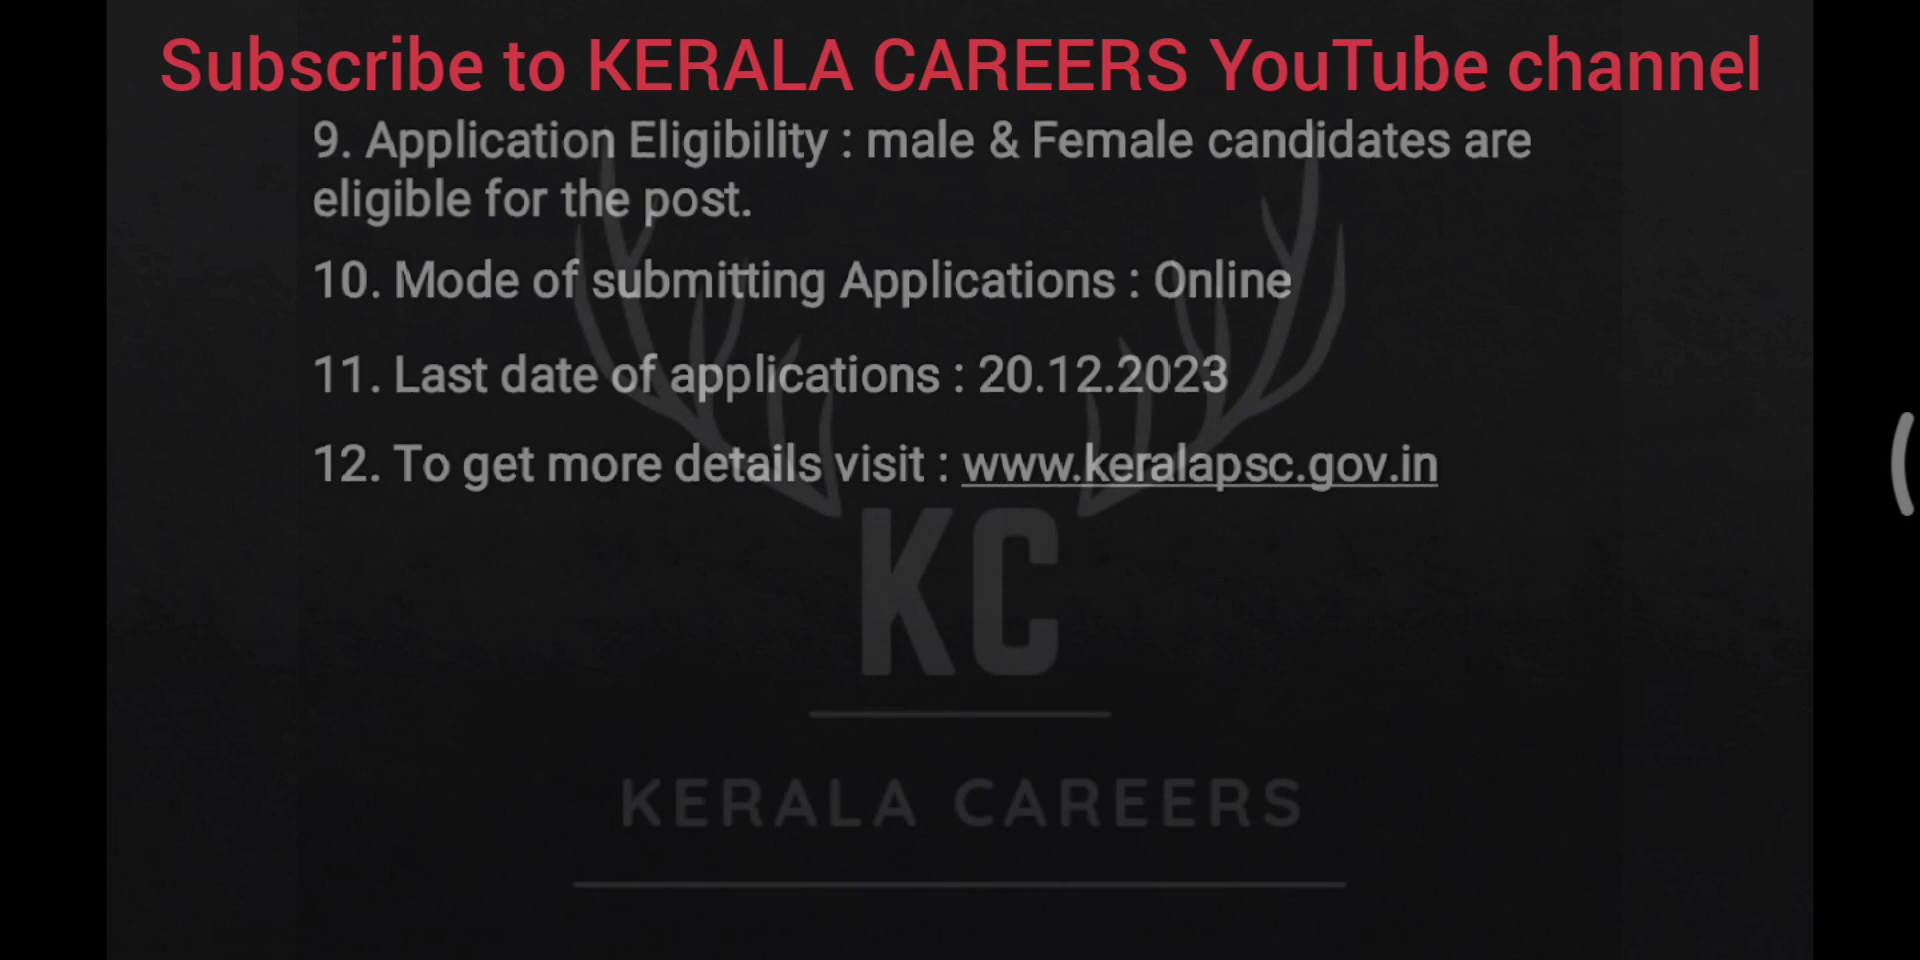 Subscribe to KERALA CAREERS YouTube channel
9. Application Eligibility : male & Female candidates are
eligible for the post.
10. Mode of submitting Applications : Online
11. Last date of applications : 20.12.2023
12. To get more details visit : www.keralapsc.gov.in
KC
KERALA CAREERS